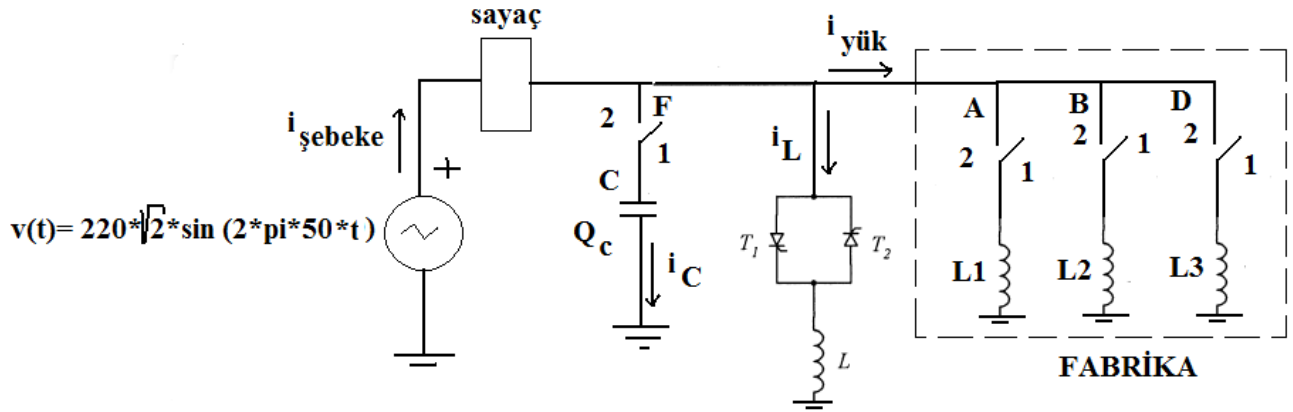 sayaç
i yük
i şebeke
+
v(t)= 220*√2*sin (2*pi*50*t)
2 F
1
C
Qc
i C
i L
T1 T2
L
A B D
2 1 2 1 2 1
L1 L2 L3
FABRİKA